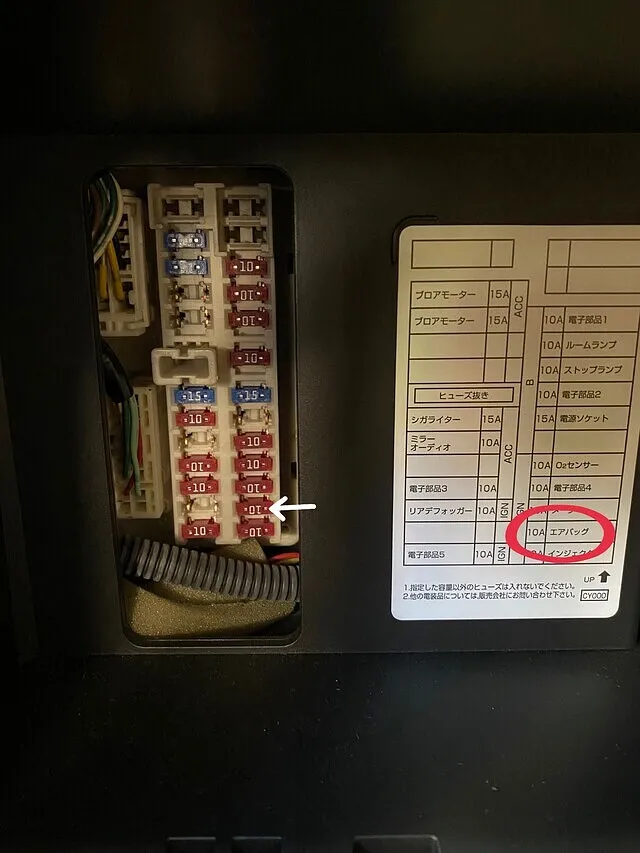 10
10
10
10
15 15
10
10
10 10
10 10
10
10 10
ブロアモーター 15A
ブロアモーター 15A
ACC
ヒューズ抜き
シガライター 15A
ミラー
オーディオ 10A
ACC
電子部品3 10A
リアデフォッガー 10A
IGN
電子部品5 10A
IGN
B
10A 電子部品1
10A ルームランプ
10A ストップランプ
10A 電子部品2
15A 電源ソケット
10A O2センサー
10A 電子部品4
10A エアバッグ
UP
1.指定した容量以外のヒューズは入れないでください。
2.他の電装品については,販売会社にお問い合わせ下さい。
CY000